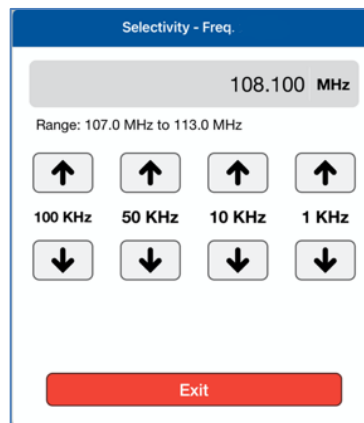 Selectivity - Freq.
108.100 MHz
Range: 107.0 MHz to 113.0 MHz
100 KHz 50 KHz 10 KHz 1 KHz
Exit